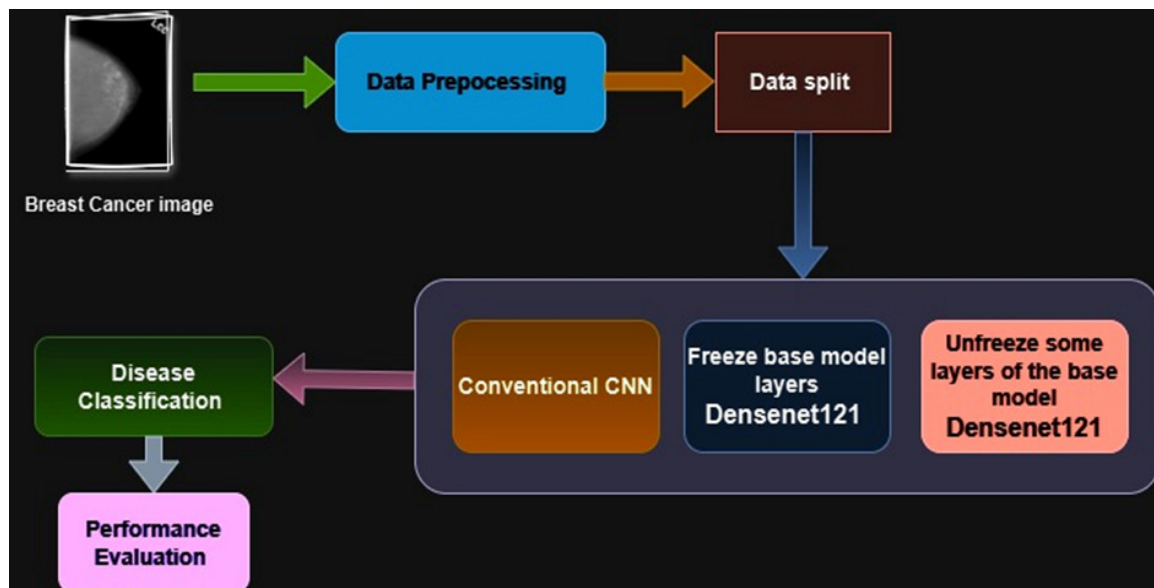 LCC
Breast Cancer image
Data Prepocessing
Data split
Conventional CNN
Freeze base model
layers
Densenet121
Unfreeze some
layers of the base
model
Densenet121
Disease
Classification
Performance
Evaluation